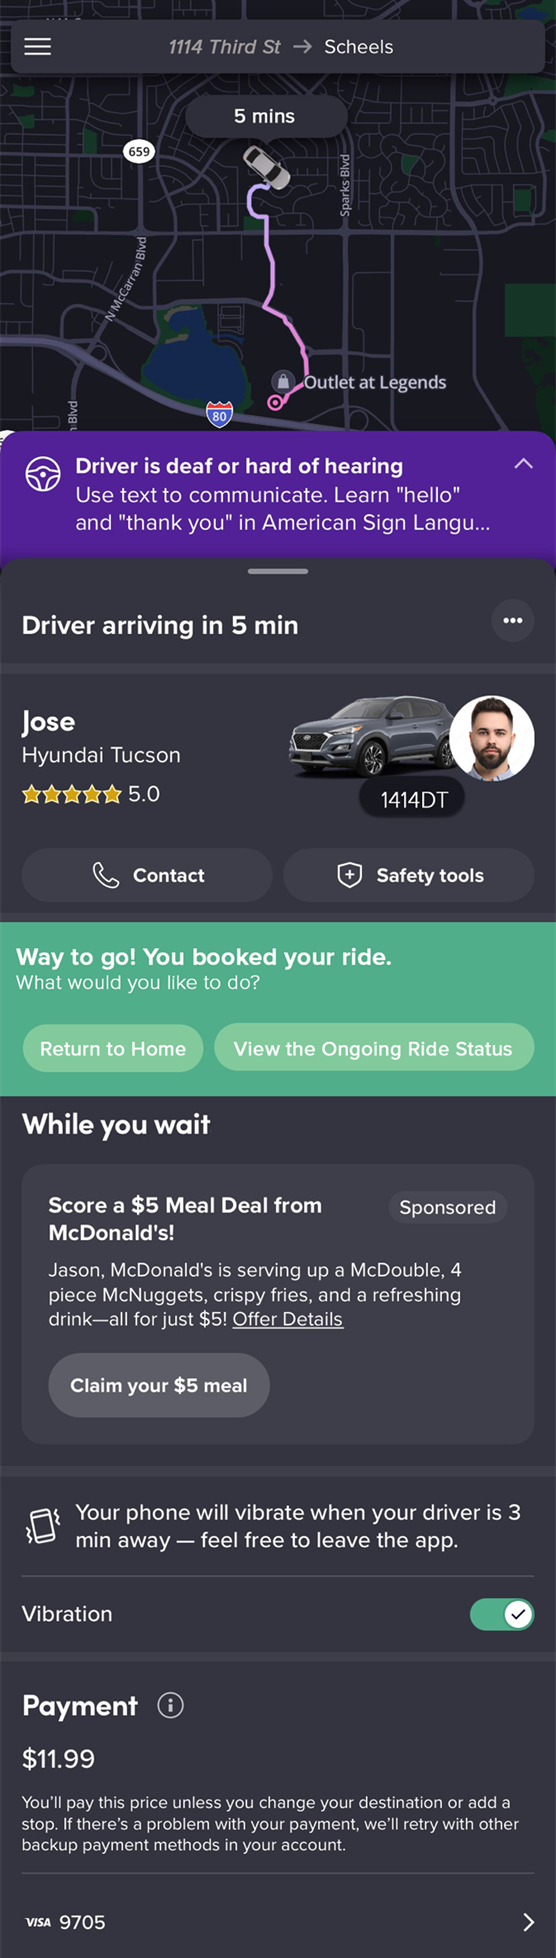 1114 Third St → Scheels
5 mins
659
Sparks Blvd
N McCarran Blvd
Outlet at Legends
80
Blvd
Driver is deaf or hard of hearing
Use text to communicate. Learn "hello"
and "thank you" in American Sign Langu...
Driver arriving in 5 min
Jose
Hyundai Tucson
5.0
1414DT
Contact
Safety tools
Way to go! You booked your ride.
What would you like to do?
Return to Home
View the Ongoing Ride Status
While you wait
Score a $5 Meal Deal from
McDonald's!
Sponsored
Jason, McDonald's is serving up a McDouble, 4
piece McNuggets, crispy fries, and a refreshing
drink—all for just $5! Offer Details
Claim your $5 meal
Your phone will vibrate when your driver is 3
min away — feel free to leave the app.
Vibration
Payment
$11.99
You'll pay this price unless you change your destination or add a
stop. If there's a problem with your payment, we'll retry with other
backup payment methods in your account.
VISA 9705